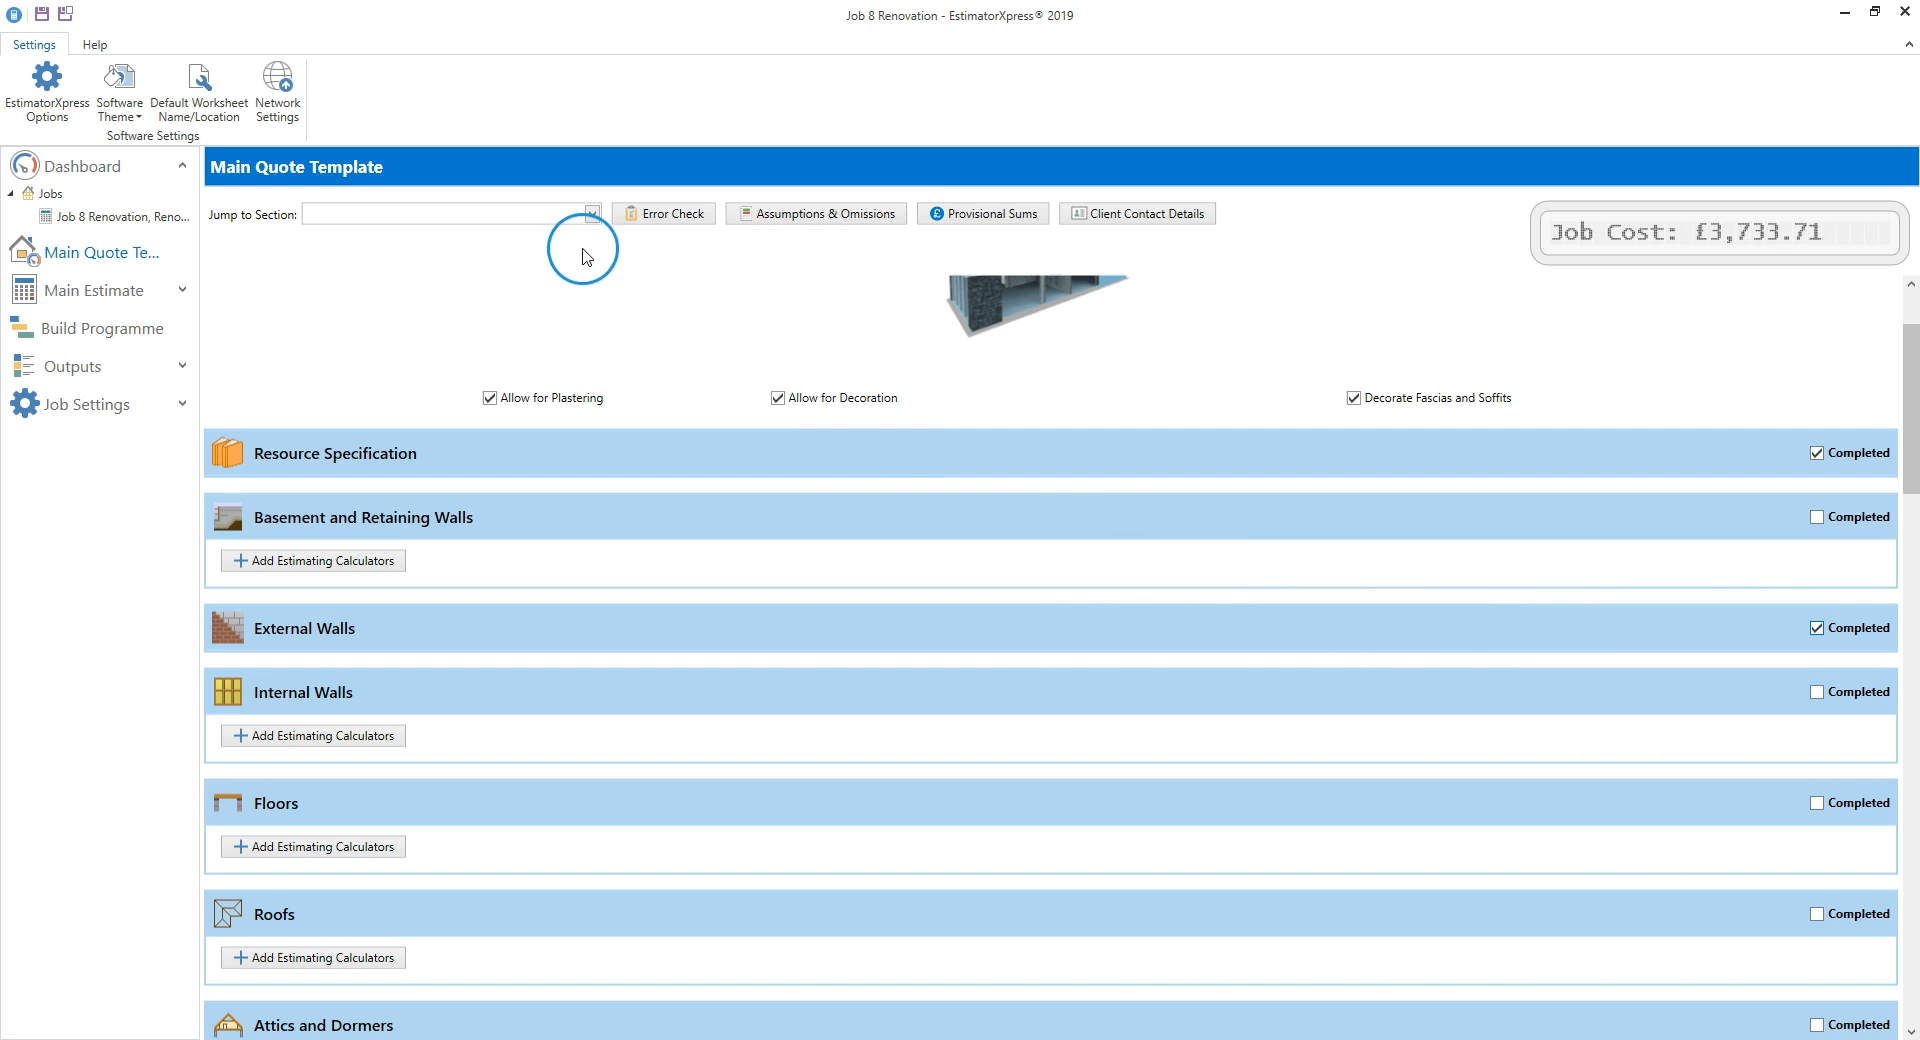 Job 8 Renovation - EstimatorXpress® 2019
Settings
Help
EstimatorXpress Options
Software Theme
Default Worksheet Name/Location
Network Settings
Software Settings
Dashboard
Jobs
Job 8 Renovation, Reno...
Main Quote Te...
Main Estimate
Build Programme
Outputs
Job Settings
Main Quote Template
Jump to Section:
Error Check
Assumptions & Omissions
Provisional Sums
Client Contact Details
Job Cost: £3,733.71
Allow for Plastering
Allow for Decoration
Decorate Fascias and Soffits
Resource Specification
Completed
Basement and Retaining Walls
Completed
Add Estimating Calculators
External Walls
Completed
Internal Walls
Completed
Add Estimating Calculators
Floors
Completed
Add Estimating Calculators
Roofs
Completed
Add Estimating Calculators
Attics and Dormers
Completed